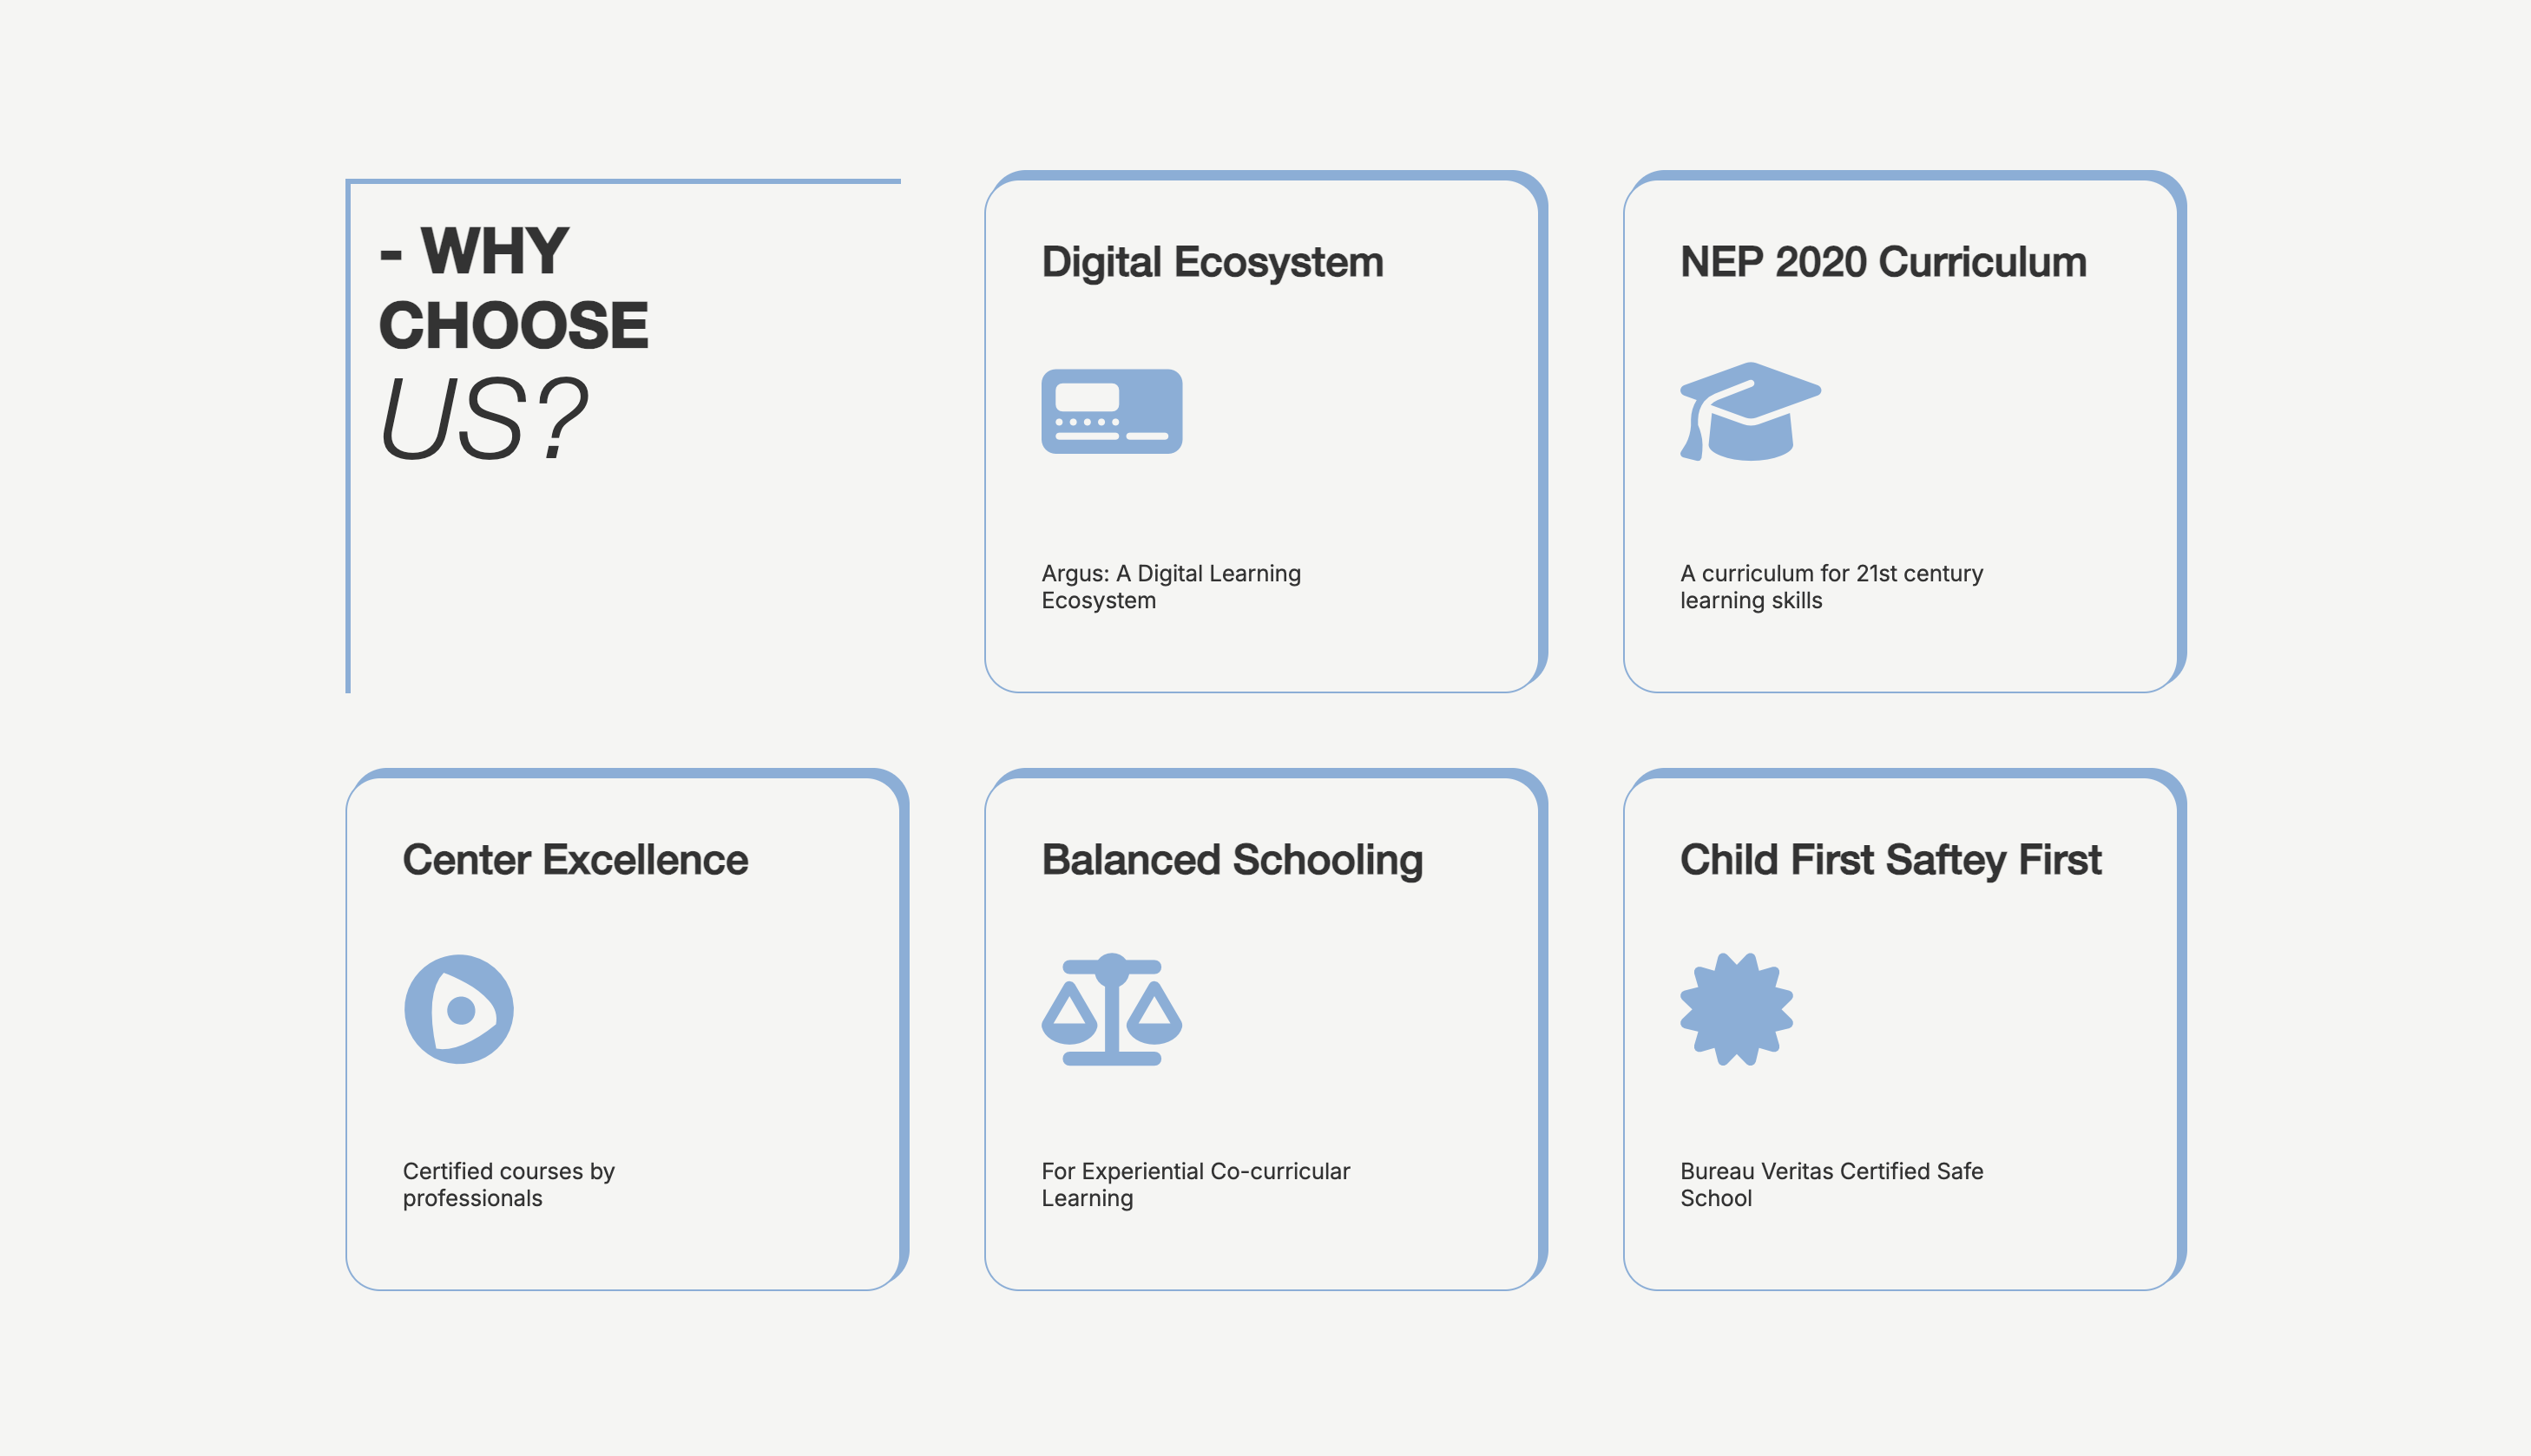 - WHY
CHOOSE
US?
Digital Ecosystem
Argus: A Digital Learning
Ecosystem
NEP 2020 Curriculum
A curriculum for 21st century
learning skills
Center Excellence
Certified courses by
professionals
Balanced Schooling
For Experiential Co-curricular
Learning
Child First Saftey First
Bureau Veritas Certified Safe
School